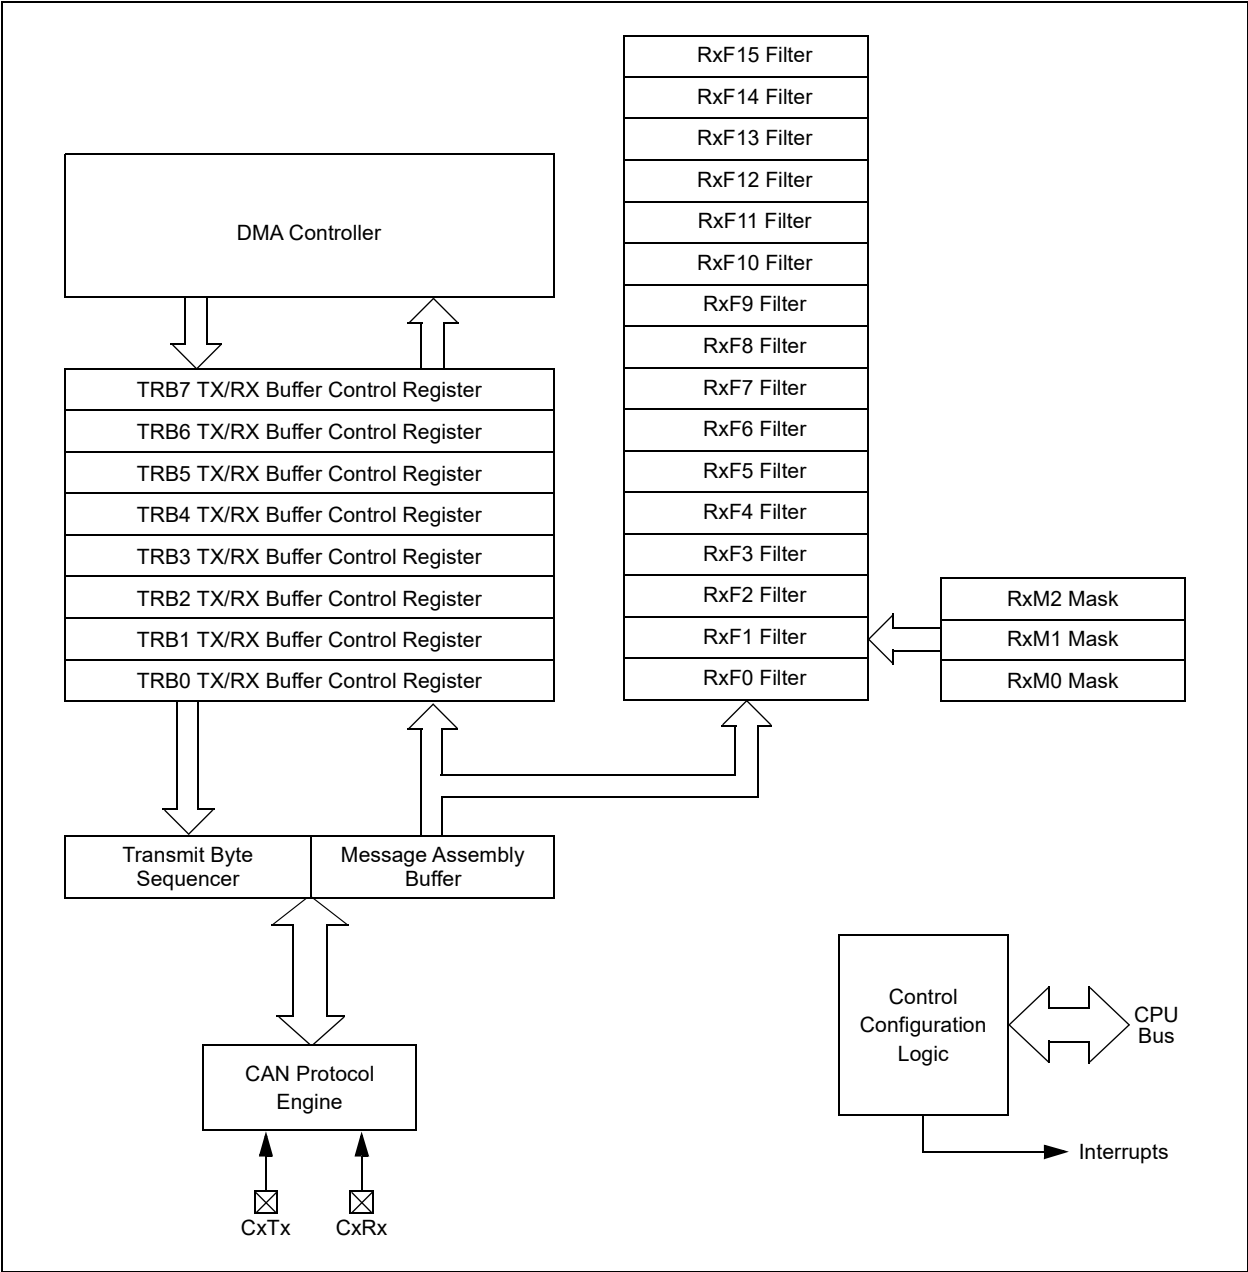 RxF15 Filter
RxF14 Filter
RxF13 Filter
RxF12 Filter
RxF11 Filter
RxF10 Filter
RxF9 Filter
RxF8 Filter
RxF7 Filter
RxF6 Filter
RxF5 Filter
RxF4 Filter
RxF3 Filter
RxF2 Filter
RxF1 Filter
RxF0 Filter
DMA Controller
TRB7 TX/RX Buffer Control Register
TRB6 TX/RX Buffer Control Register
TRB5 TX/RX Buffer Control Register
TRB4 TX/RX Buffer Control Register
TRB3 TX/RX Buffer Control Register
TRB2 TX/RX Buffer Control Register
TRB1 TX/RX Buffer Control Register
TRB0 TX/RX Buffer Control Register
RxM2 Mask
RxM1 Mask
RxM0 Mask
Transmit Byte
Sequencer
Message Assembly
Buffer
CAN Protocol
Engine
CxTx
CxRx
Control
Configuration
Logic
CPU
Bus
Interrupts